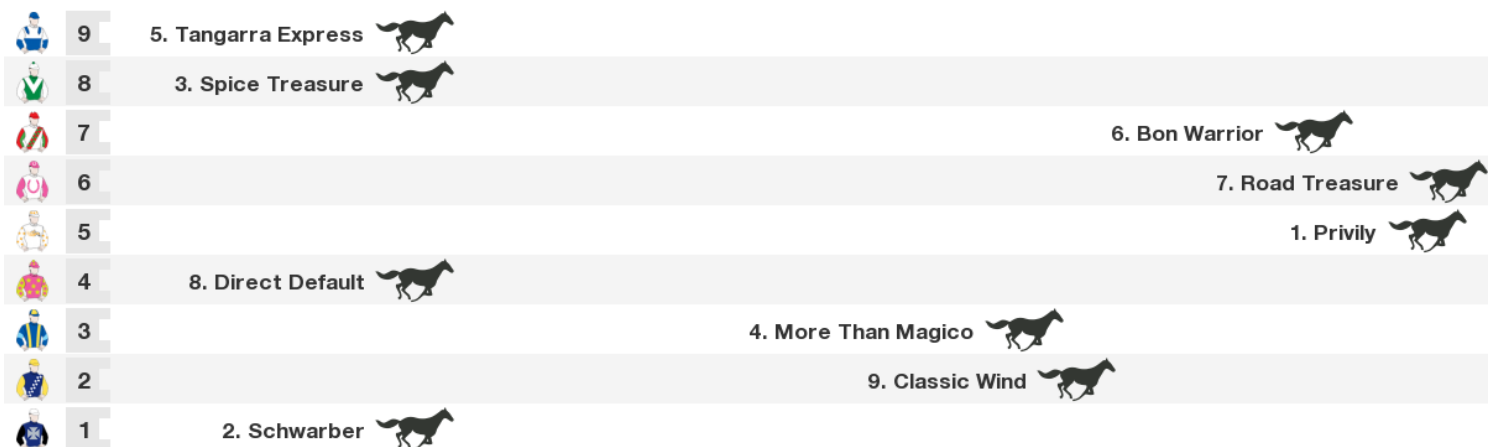 9 5. Tangarra Express
8 3. Spice Treasure
7 6. Bon Warrior
6 7. Road Treasure
5 1. Privily
4 8. Direct Default
3 4. More Than Magico
2 9. Classic Wind
1 2. Schwarber